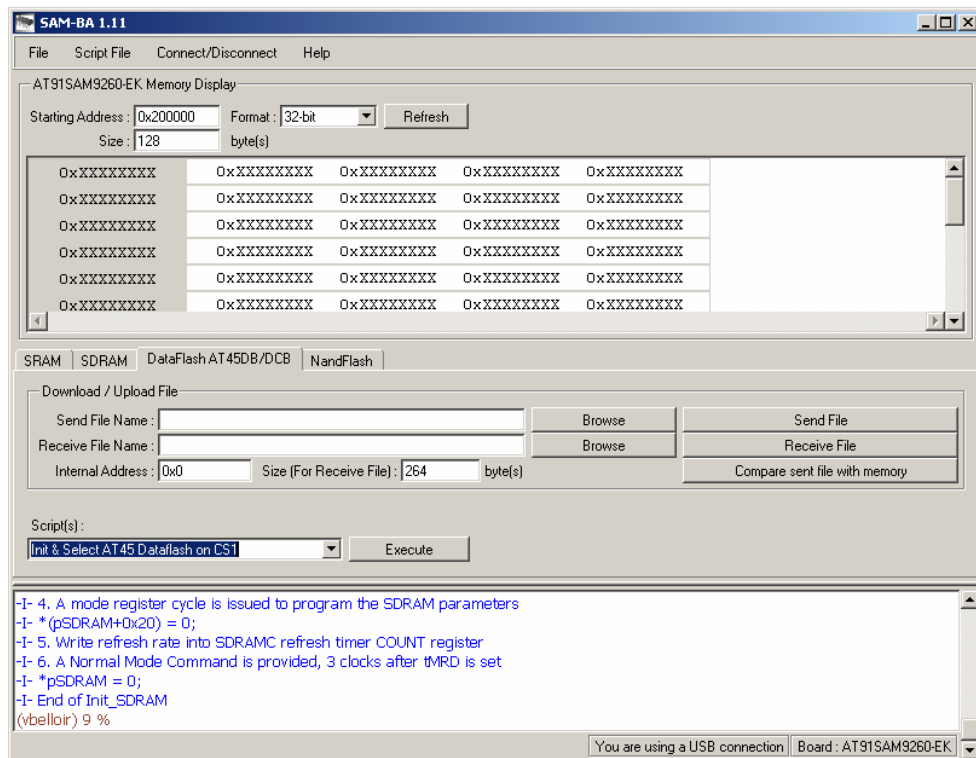 SAM-BA 1.11
File Script File Connect/Disconnect Help
AT91SAM9260-EK Memory Display
Starting Address : 0x200000 Format : 32-bit Refresh
Size : 128 byte(s)
0xXXXXXXXX 0xXXXXXXXX 0xXXXXXXXX 0xXXXXXXXX 0xXXXXXXXX
0xXXXXXXXX 0xXXXXXXXX 0xXXXXXXXX 0xXXXXXXXX 0xXXXXXXXX
0xXXXXXXXX 0xXXXXXXXX 0xXXXXXXXX 0xXXXXXXXX 0xXXXXXXXX
0xXXXXXXXX 0xXXXXXXXX 0xXXXXXXXX 0xXXXXXXXX 0xXXXXXXXX
0xXXXXXXXX 0xXXXXXXXX 0xXXXXXXXX 0xXXXXXXXX 0xXXXXXXXX
0xXXXXXXXX 0xXXXXXXXX 0xXXXXXXXX 0xXXXXXXXX 0xXXXXXXXX
SRAM SDRAM DataFlash AT45DB/DCB NandFlash
Download / Upload File
Send File Name : Browse Send File
Receive File Name : Browse Receive File
Internal Address : 0x0 Size (For Receive File) : 264 byte(s) Compare sent file with memory
Script(s) :
Init & Select AT45 Dataflash on CS1 Execute
-I- 4. A mode register cycle is issued to program the SDRAM parameters
-I- *(pSDRAM+0x20) = 0;
-I- 5. Write refresh rate into SDRAMC refresh timer COUNT register
-I- 6. A Normal Mode Command is provided, 3 clocks after tMRD is set
-I- *pSDRAM = 0;
-I- End of Init_SDRAM
(vbelloir) 9 %
You are using a USB connection Board : AT91SAM9260-EK